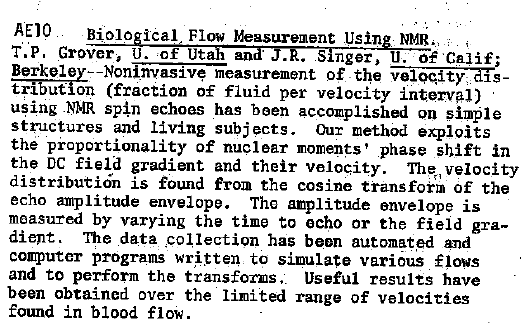 AE10. Biological Flow Measurement Using NMR.
T.P. Grover, U. of Utah and J.R. Singer, U. of Calif;
Berkeley--Noninvasive measurement of the velocity dis-
tribution (fraction of fluid per velocity interval)
using NMR spin echoes has been accomplished on simple
structures and living subjects. Our method exploits
the proportionality of nuclear moments' phase shift in
the DC field gradient and their velocity. The velocity
distribution is found from the cosine transform of the
echo amplitude envelope. The amplitude envelope is
measured by varying the time to echo or the field gra-
dient. The data collection has been automated and
computer programs written to simulate various flows
and to perform the transforms. Useful results have
been obtained over the limited range of velocities
found in blood flow.